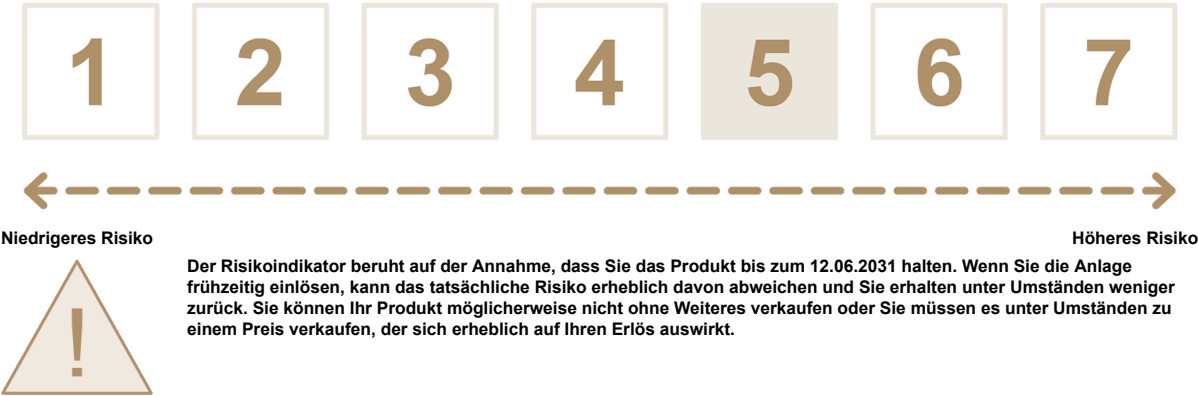 1 2 3 4 5 6 7
Niedrigeres Risiko Höheres Risiko
Der Risikoindikator beruht auf der Annahme, dass Sie das Produkt bis zum 12.06.2031 halten. Wenn Sie die Anlage
frühzeitig einlösen, kann das tatsächliche Risiko erheblich davon abweichen und Sie erhalten unter Umständen weniger
zurück. Sie können Ihr Produkt möglicherweise nicht ohne Weiteres verkaufen oder Sie müssen es unter Umständen zu
einem Preis verkaufen, der sich erheblich auf Ihren Erlös auswirkt.
!